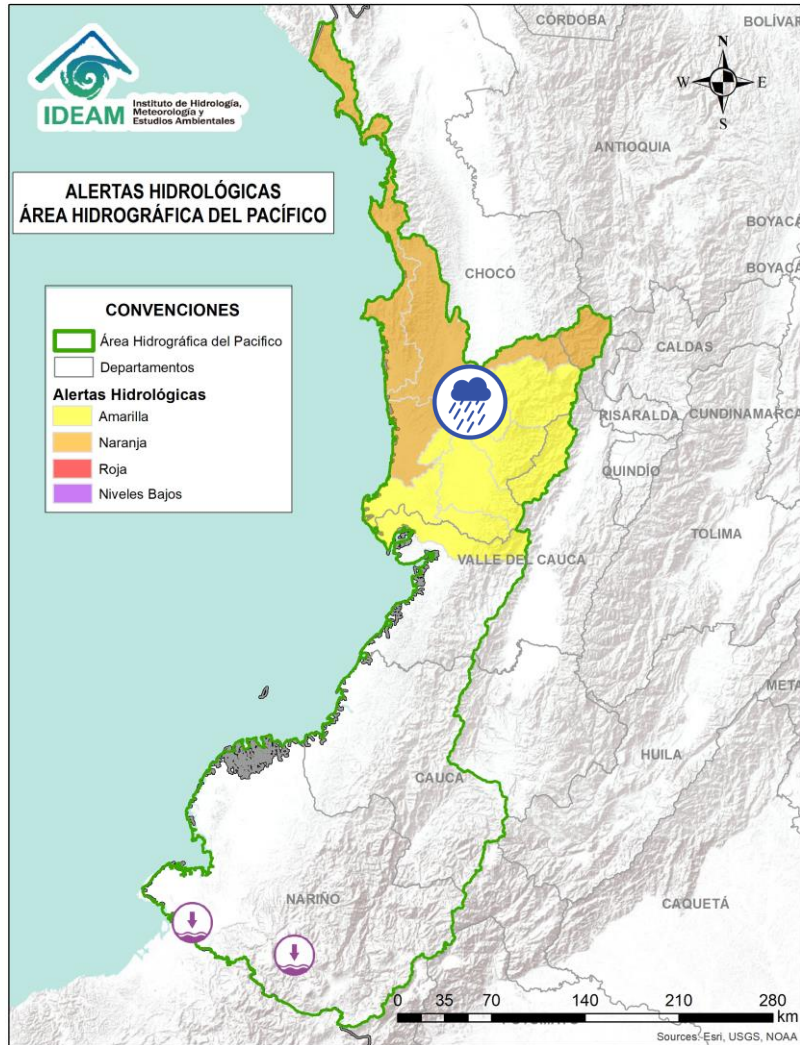 CÓRDOBA
BOLÍVAR
N
W
E
S
IDEAM
Instituto de Hidrología,
Meteorología y
Estudios Ambientales
ANTIOQUIA
ALERTAS HIDROLÓGICAS
ÁREA HIDROGRÁFICA DEL PACÍFICO
BOYACÁ
BOYACÁ
CHOCÓ
CONVENCIONES
Área Hidrográfica del Pacifico
Departamentos
Alertas Hidrológicas
Amarilla
Naranja
Roja
Niveles Bajos
CALDAS
RISARALDA
CUNDINAMARCA
QUINDÍO
TOLIMA
VALLE DEL CAUCA
META
HUILA
CAUCA
NARIÑO
CAQUETÁ
0 35 70 140 210 280
km
Sources: Esri, USGS, NOAA